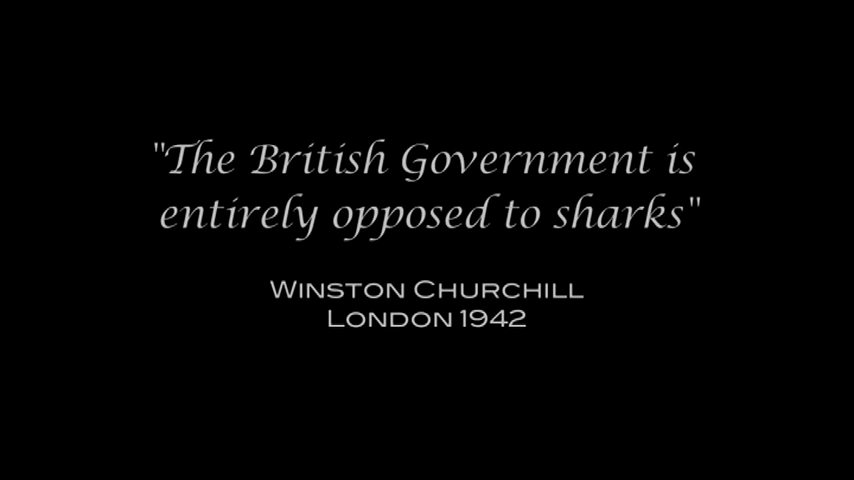 "The British Government is
entirely opposed to sharks"
WINSTON CHURCHILL
LONDON 1942